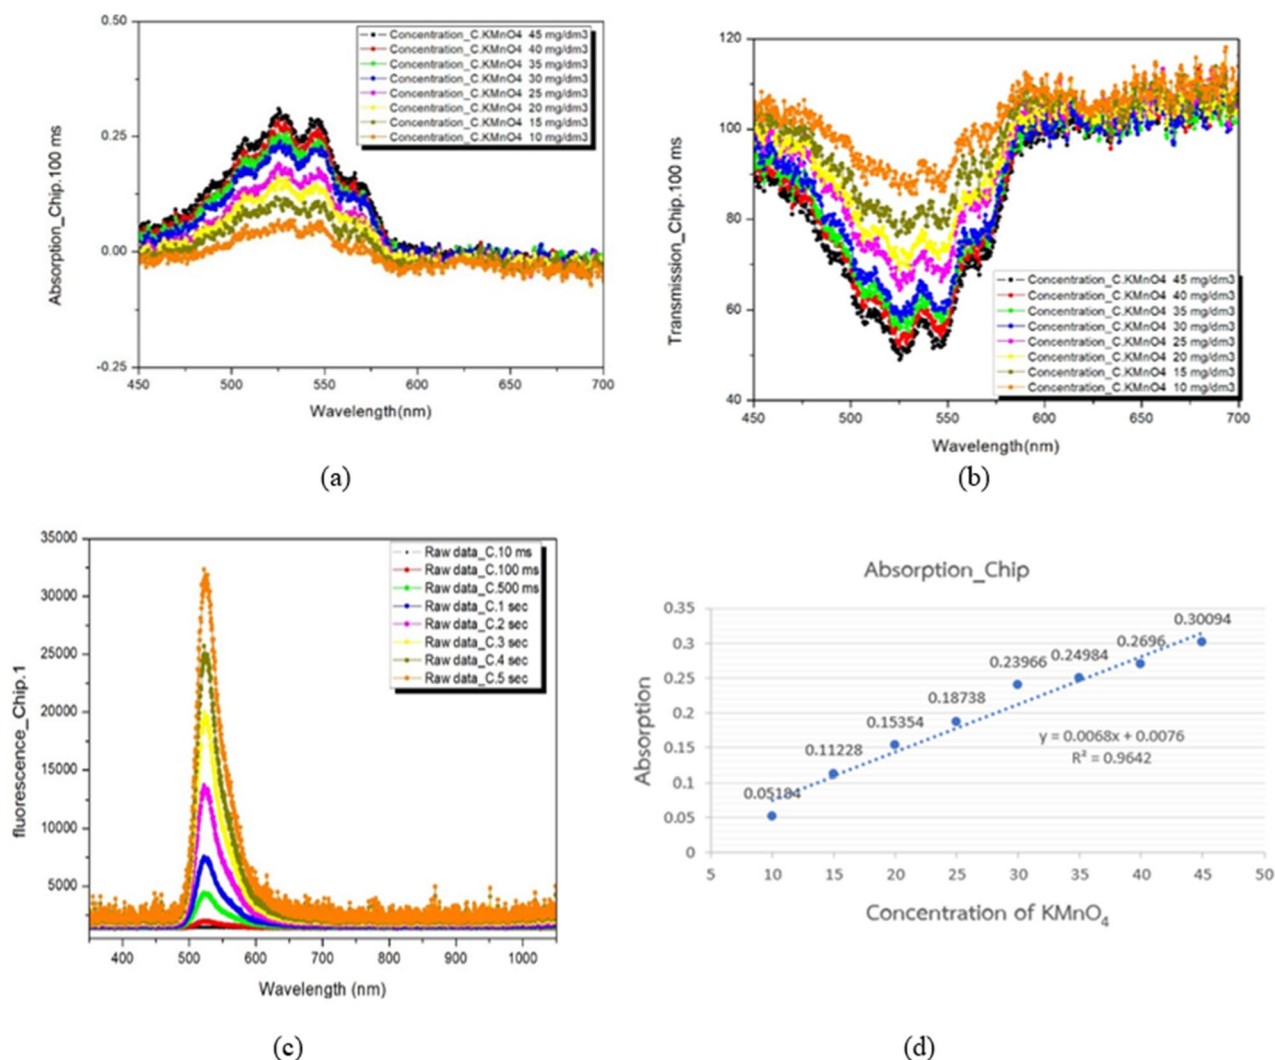 0.50
0.25
0.00
-0.25
450 500 550 600 650 700
Absorption_Chip.100 ms
Wavelength(nm)
Concentration_C.KMnO4 45 mg/dm3
Concentration_C.KMnO4 40 mg/dm3
Concentration_C.KMnO4 35 mg/dm3
Concentration_C.KMnO4 30 mg/dm3
Concentration_C.KMnO4 25 mg/dm3
Concentration_C.KMnO4 20 mg/dm3
Concentration_C.KMnO4 15 mg/dm3
Concentration_C.KMnO4 10 mg/dm3
(a)
120
100
80
60
40
450 500 550 600 650 700
Transmission_Chip.100 ms
Wavelength(nm)
Concentration_C.KMnO4 45 mg/dm3
Concentration_C.KMnO4 40 mg/dm3
Concentration_C.KMnO4 35 mg/dm3
Concentration_C.KMnO4 30 mg/dm3
Concentration_C.KMnO4 25 mg/dm3
Concentration_C.KMnO4 20 mg/dm3
Concentration_C.KMnO4 15 mg/dm3
Concentration_C.KMnO4 10 mg/dm3
(b)
35000
30000
25000
20000
15000
10000
5000
400 500 600 700 800 900 1000
fluorescence_Chip.1
Wavelength (nm)
Raw data_C.10 ms
Raw data_C.100 ms
Raw data_C.500 ms
Raw data_C.1 sec
Raw data_C.2 sec
Raw data_C.3 sec
Raw data_C.4 sec
Raw data_C.5 sec
(c)
Absorption_Chip
0.35
0.3
0.25
0.2
0.15
0.1
0.05
0
5 10 15 20 25 30 35 40 45 50
Absorption
Concentration of KMnO₄
0.05184
0.11228
0.15354
0.18738
0.23966
0.24984
0.2696
0.30094
y = 0.0068x + 0.0076
R² = 0.9642
(d)